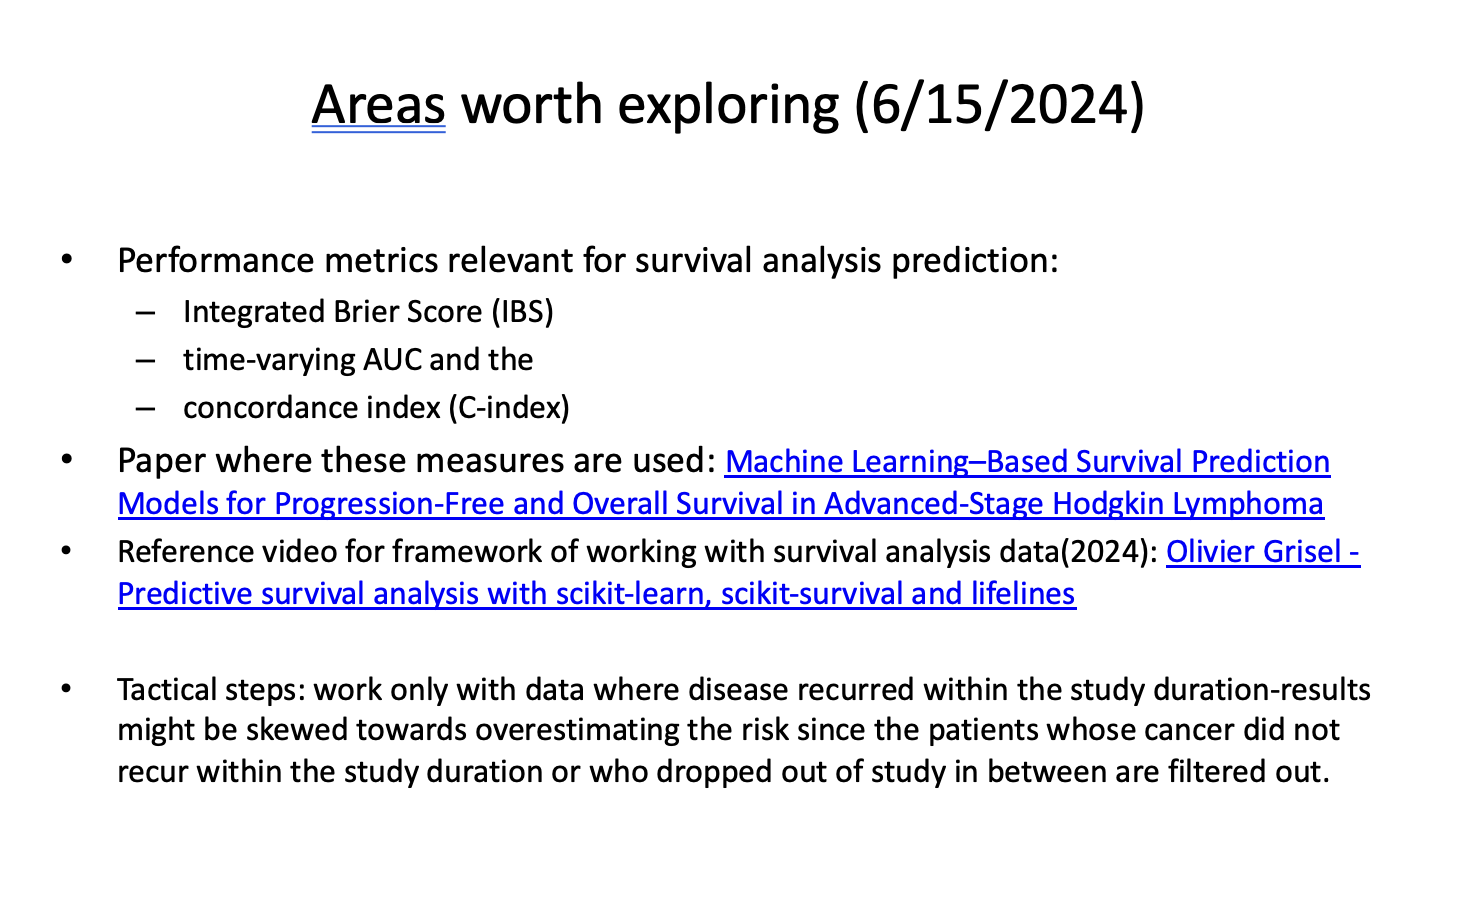 Areas worth exploring (6/15/2024)
• Performance metrics relevant for survival analysis prediction:
– Integrated Brier Score (IBS)
– time-varying AUC and the
– concordance index (C-index)
• Paper where these measures are used: Machine Learning–Based Survival Prediction
Models for Progression-Free and Overall Survival in Advanced-Stage Hodgkin Lymphoma
• Reference video for framework of working with survival analysis data(2024): Olivier Grisel -
Predictive survival analysis with scikit-learn, scikit-survival and lifelines
• Tactical steps: work only with data where disease recurred within the study duration-results
might be skewed towards overestimating the risk since the patients whose cancer did not
recur within the study duration or who dropped out of study in between are filtered out.